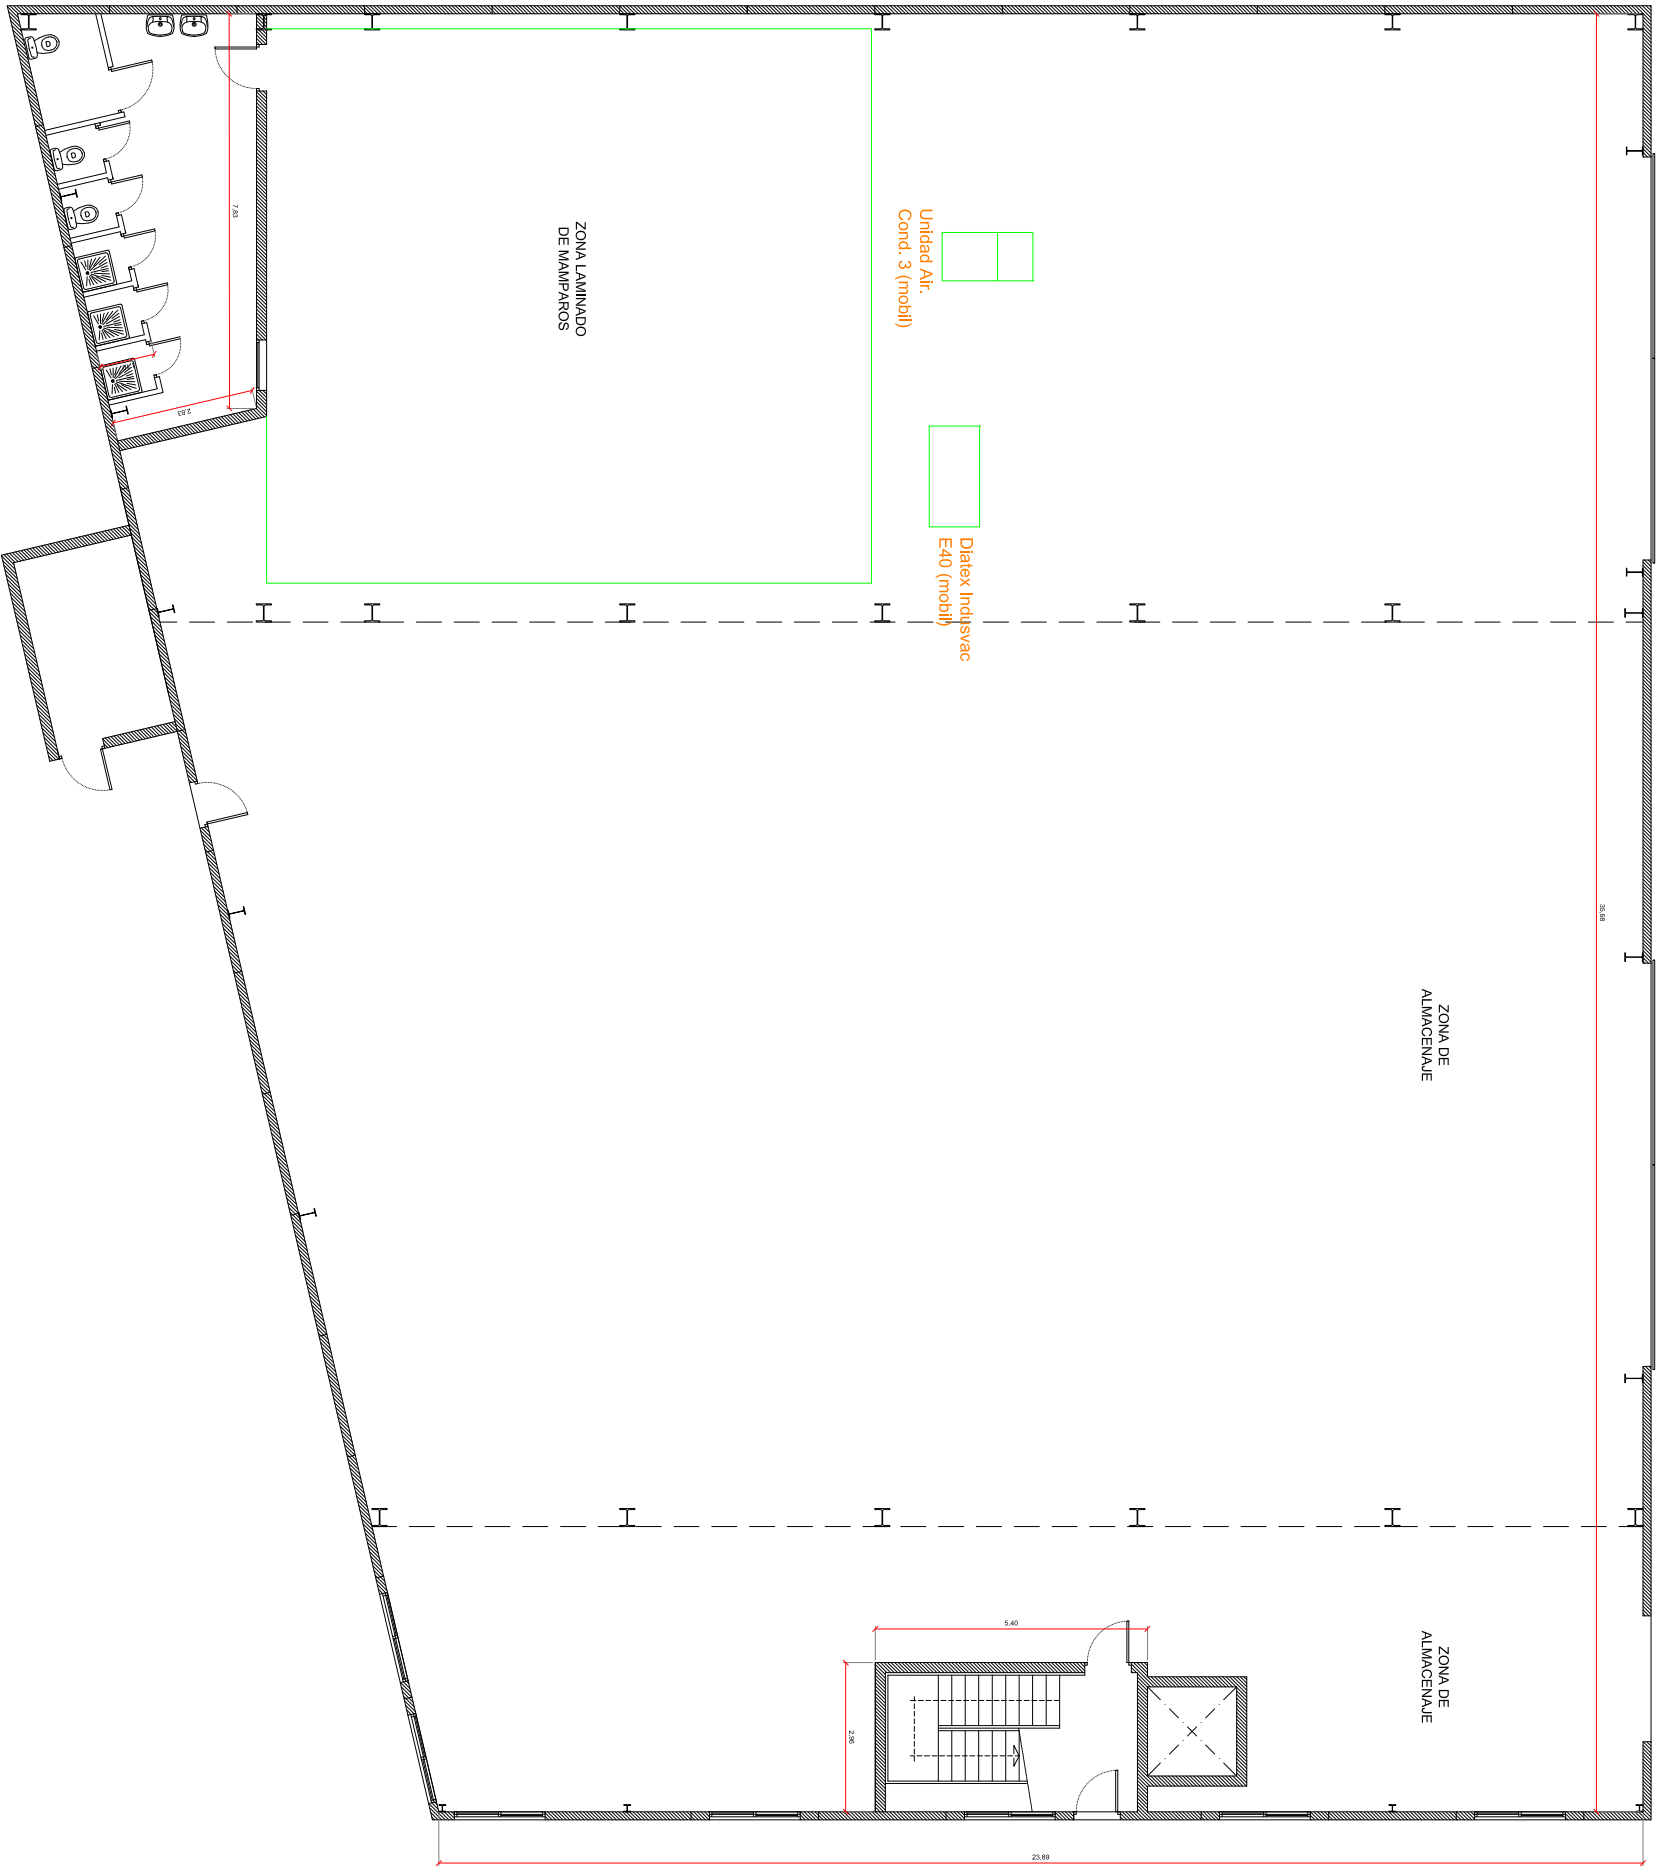 7,83
ZONA LAMINADO
DE MAMPAROS
Unidad Air.
Cond. 3 (mobil)
2,83
Diatex Indusvac
E40 (mobil)
35,68
ZONA DE
ALMACENAJE
ZONA DE
ALMACENAJE
5,40
2,96
23,89